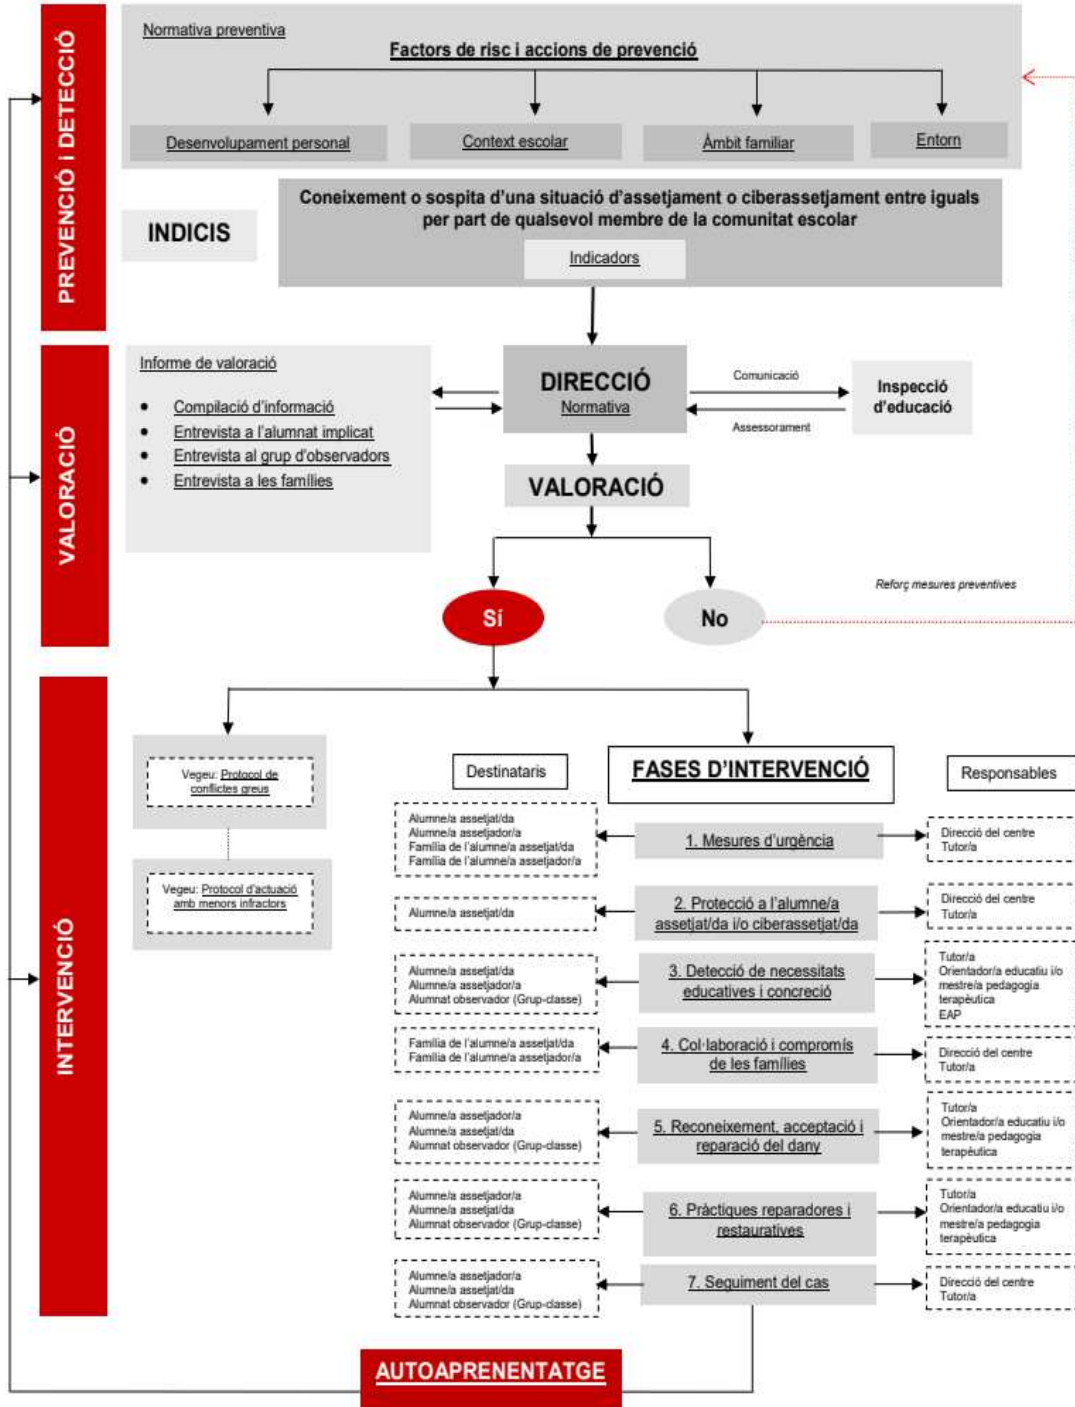 PREVENCIÓ i DETECCIÓ
Normativa preventiva
Factors de risc i accions de prevenció
Desenvolupament personal
Context escolar
Àmbit familiar
Entorn
INDICIS
Coneixement o sospita d'una situació d'assetjament o ciberassetjament entre iguals
per part de qualsevol membre de la comunitat escolar
Indicadors
VALORACIÓ
Informe de valoració
• Compilació d'informació
• Entrevista a l'alumnat implicat
• Entrevista al grup d'observadors
• Entrevista a les famílies
DIRECCIÓ
Normativa
Comunicació
Assessorament
Inspecció
d'educació
VALORACIÓ
Sí
No
Reforç mesures preventives
INTERVENCIÓ
Vegeu: Protocol de
conflictes greus
Vegeu: Protocol d'actuació
amb menors infractors
Destinataris
FASES D'INTERVENCIÓ
Responsables
Alumne/a assetjat/da
Alumne/a assetjador/a
Família de l'alumne/a assetjat/da
Família de l'alumne/a assetjador/a
1. Mesures d'urgència
Direcció del centre
Tutor/a
Alumne/a assetjat/da
2. Protecció a l'alumne/a
assetjat/da i/o ciberassetjat/da
Direcció del centre
Tutor/a
Alumne/a assetjat/da
Alumne/a assetjador/a
Alumnat observador (Grup-classe)
3. Detecció de necessitats
educatives i concreció
Tutor/a
Orientador/a educatiu i/o
mestre/a pedagogia
terapèutica
EAP
Família de l'alumne/a assetjat/da
Família de l'alumne/a assetjador/a
4. Col·laboració i compromís
de les famílies
Direcció del centre
Tutor/a
Alumne/a assetjador/a
Alumne/a assetjat/da
Alumnat observador (Grup-classe)
5. Reconeixement, acceptació i
reparació del dany
Tutor/a
Orientador/a educatiu i/o
mestre/a pedagogia
terapèutica
Alumne/a assetjador/a
Alumne/a assetjat/da
Alumnat observador (Grup-classe)
6. Pràctiques reparadores i
restauratives
Tutor/a
Orientador/a educatiu i/o
mestre/a pedagogia
terapèutica
Alumne/a assetjador/a
Alumne/a assetjat/da
Alumnat observador (Grup-classe)
7. Seguiment del cas
Direcció del centre
Tutor/a
AUTOAPRENENTATGE